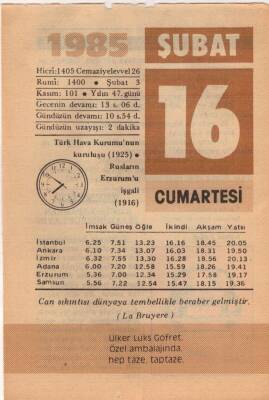 1985
ŞUBAT
16
CUMARTESİ
Hicrî: 1405 Cemaziyelevvel 26
Rumî: 1400 • Şubat 3
Kasım: 101 • Yılın 47. günü
Gecenin devamı: 13 s. 06 d.
Gündüzün devamı: 10 s. 54 d.
Gündüzün uzayışı: 2 dakika
Türk Hava Kurumu'nun
kuruluşu (1925) •
Rusların
Erzurum'u
işgali
(1916)
İmsak Güneş Öğle İkindi Akşam Yatsı
İstanbul 6.25 7.51 13.23 16.16 18.45 20.05
Ankara 6.10 7.34 13.07 16.03 18.31 19.50
İzmir 6.32 7.55 13.30 16.28 18.56 20.13
Adana 6.00 7.20 12.58 15.59 18.26 19.41
Erzurum 5.36 7.00 12.34 15.29 17.58 19.17
Samsun 5.56 7.22 12.54 15.47 18.15 19.36
Can sıkıntısı dünyaya tembellikle beraber gelmiştir.
( La Bruyere )
Ülker Lüks Gofret.
Özel ambalajında,
hep taze, taptaze.